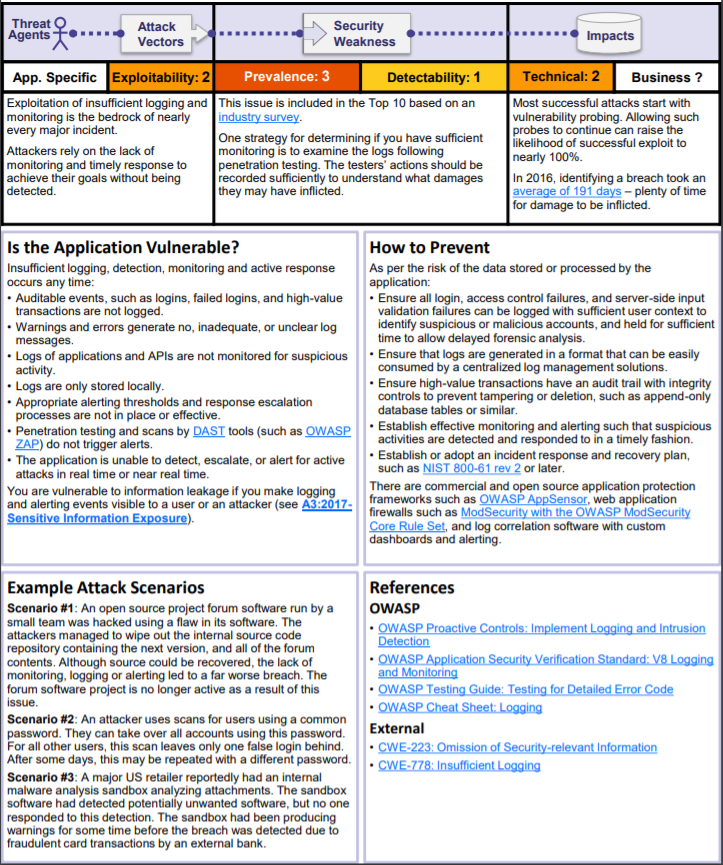 Threat
Agents
Attack
Vectors
Security
Weakness
Impacts
App. Specific
Exploitability: 2
Prevalence: 3
Detectability: 1
Technical: 2
Business ?
Exploitation of insufficient logging and
monitoring is the bedrock of nearly
every major incident.
Attackers rely on the lack of
monitoring and timely response to
achieve their goals without being
detected.
This issue is included in the Top 10 based on an
industry survey.
One strategy for determining if you have sufficient
monitoring is to examine the logs following
penetration testing. The testers' actions should be
recorded sufficiently to understand what damages
they may have inflicted.
Most successful attacks start with
vulnerability probing. Allowing such
probes to continue can raise the
likelihood of successful exploit to
nearly 100%.
In 2016, identifying a breach took an
average of 191 days – plenty of time
for damage to be inflicted.
Is the Application Vulnerable?
Insufficient logging, detection, monitoring and active response
occurs any time:
• Auditable events, such as logins, failed logins, and high-value
transactions are not logged.
• Warnings and errors generate no, inadequate, or unclear log
messages.
• Logs of applications and APIs are not monitored for suspicious
activity.
• Logs are only stored locally.
• Appropriate alerting thresholds and response escalation
processes are not in place or effective.
• Penetration testing and scans by DAST tools (such as OWASP
ZAP) do not trigger alerts.
• The application is unable to detect, escalate, or alert for active
attacks in real time or near real time.
You are vulnerable to information leakage if you make logging
and alerting events visible to a user or an attacker (see A3:2017-
Sensitive Information Exposure).
How to Prevent
As per the risk of the data stored or processed by the
application:
• Ensure all login, access control failures, and server-side input
validation failures can be logged with sufficient user context to
identify suspicious or malicious accounts, and held for sufficient
time to allow delayed forensic analysis.
• Ensure that logs are generated in a format that can be easily
consumed by a centralized log management solutions.
• Ensure high-value transactions have an audit trail with integrity
controls to prevent tampering or deletion, such as append-only
database tables or similar.
• Establish effective monitoring and alerting such that suspicious
activities are detected and responded to in a timely fashion.
• Establish or adopt an incident response and recovery plan,
such as NIST 800-61 rev 2 or later.
There are commercial and open source application protection
frameworks such as OWASP AppSensor, web application
firewalls such as ModSecurity with the OWASP ModSecurity
Core Rule Set, and log correlation software with custom
dashboards and alerting.
Example Attack Scenarios
Scenario #1: An open source project forum software run by a
small team was hacked using a flaw in its software. The
attackers managed to wipe out the internal source code
repository containing the next version, and all of the forum
contents. Although source could be recovered, the lack of
monitoring, logging or alerting led to a far worse breach. The
forum software project is no longer active as a result of this
issue.
Scenario #2: An attacker uses scans for users using a common
password. They can take over all accounts using this password.
For all other users, this scan leaves only one false login behind.
After some days, this may be repeated with a different password.
Scenario #3: A major US retailer reportedly had an internal
malware analysis sandbox analyzing attachments. The sandbox
software had detected potentially unwanted software, but no one
responded to this detection. The sandbox had been producing
warnings for some time before the breach was detected due to
fraudulent card transactions by an external bank.
References
OWASP
• OWASP Proactive Controls: Implement Logging and Intrusion
Detection
• OWASP Application Security Verification Standard: V8 Logging
and Monitoring
• OWASP Testing Guide: Testing for Detailed Error Code
• OWASP Cheat Sheet: Logging
External
• CWE-223: Omission of Security-relevant Information
• CWE-778: Insufficient Logging